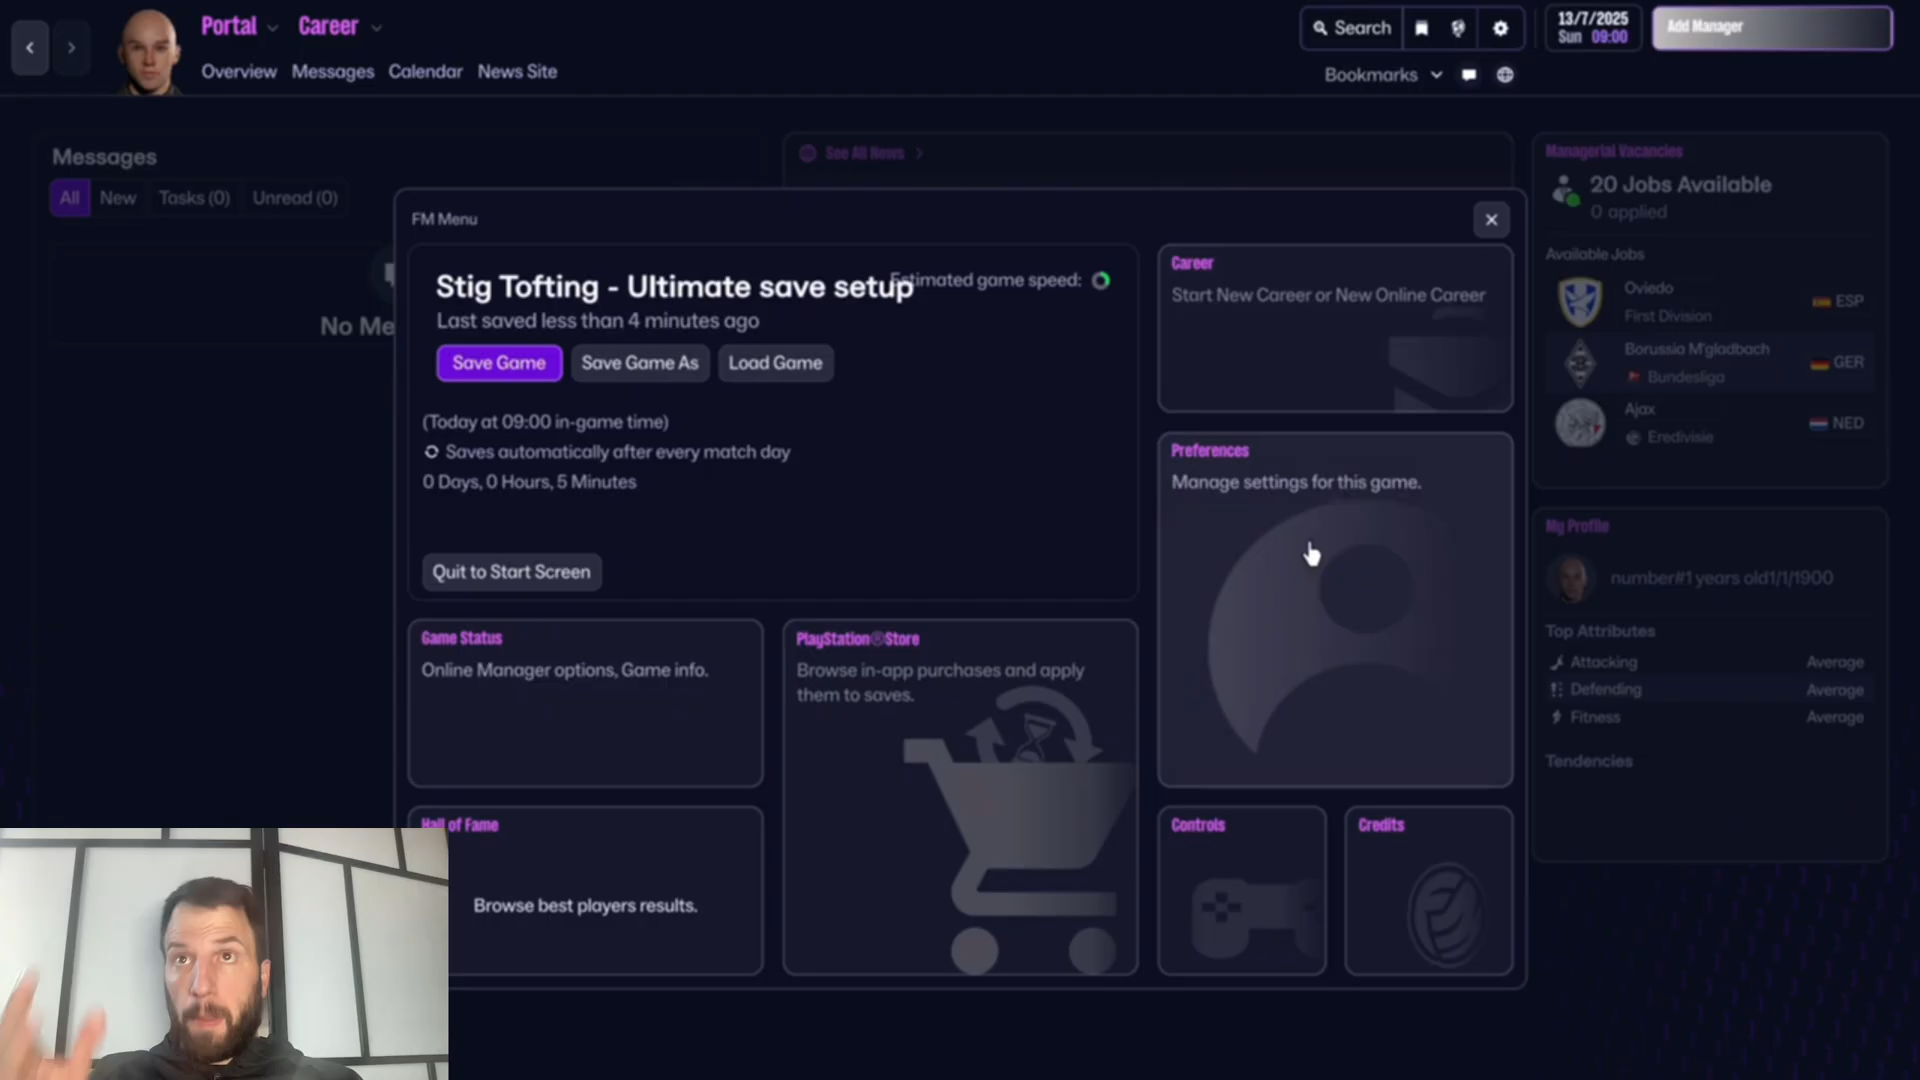 Portal
Career
Overview
Messages
Calendar
News Site
Search
13/7/2025
Sun 09:00
Add Manager
Bookmarks
Messages
All
New
Tasks (0)
Unread (0)
No Me
See All News
FM Menu
Stig Tofting - Ultimate save setup
Estimated game speed:
Last saved less than 4 minutes ago
Save Game
Save Game As
Load Game
(Today at 09:00 in-game time)
Saves automatically after every match day
0 Days, 0 Hours, 5 Minutes
Quit to Start Screen
Career
Start New Career or New Online Career
Preferences
Manage settings for this game.
Game Status
Online Manager options, Game info.
PlayStation®Store
Browse in-app purchases and apply
them to saves.
Hall of Fame
Browse best players results.
Controls
Credits
Managerial Vacancies
20 Jobs Available
0 applied
Available Jobs
Oviedo
First Division
ESP
Borussia M'gladbach
Bundesliga
GER
Ajax
Eredivisie
NED
My Profile
number#1 years old1/1/1900
Top Attributes
Attacking
Average
Defending
Average
Fitness
Average
Tendencies